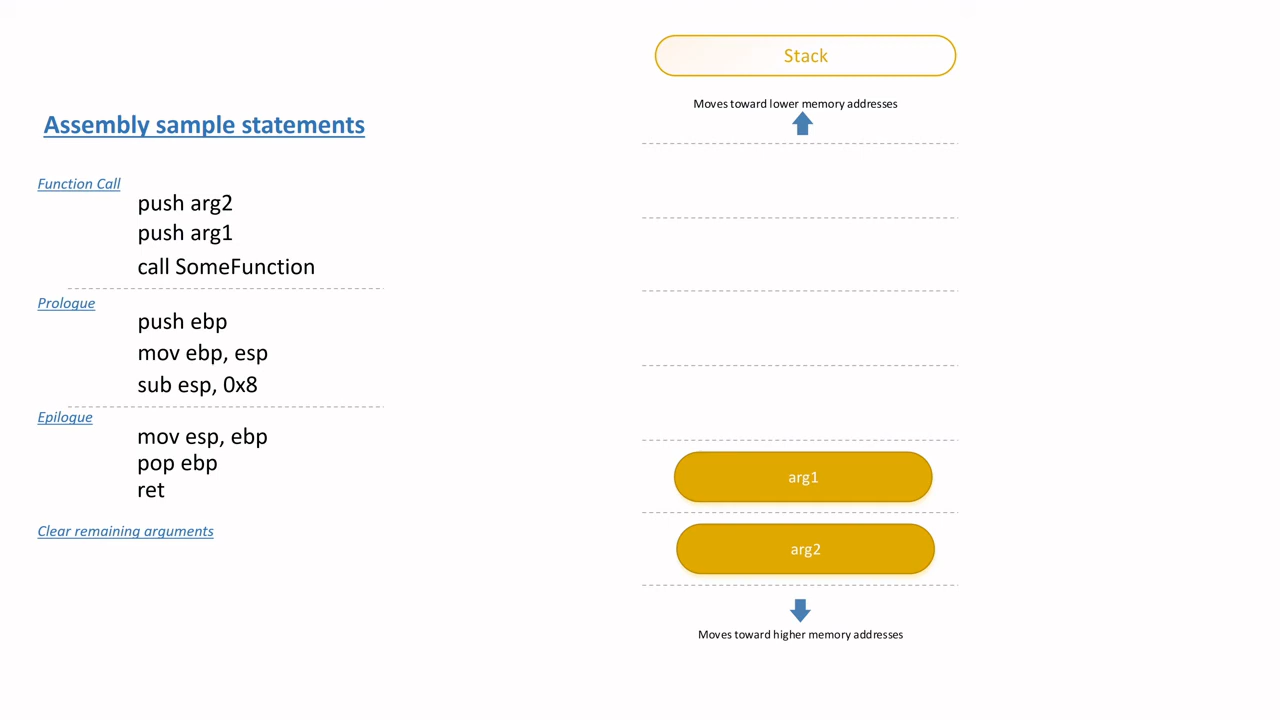 Assembly sample statements
Function Call
push arg2
push arg1
call SomeFunction
Prologue
push ebp
mov ebp, esp
sub esp, 0x8
Epilogue
mov esp, ebp
pop ebp
ret
Clear remaining arguments
Stack
Moves toward lower memory addresses
arg1
arg2
Moves toward higher memory addresses